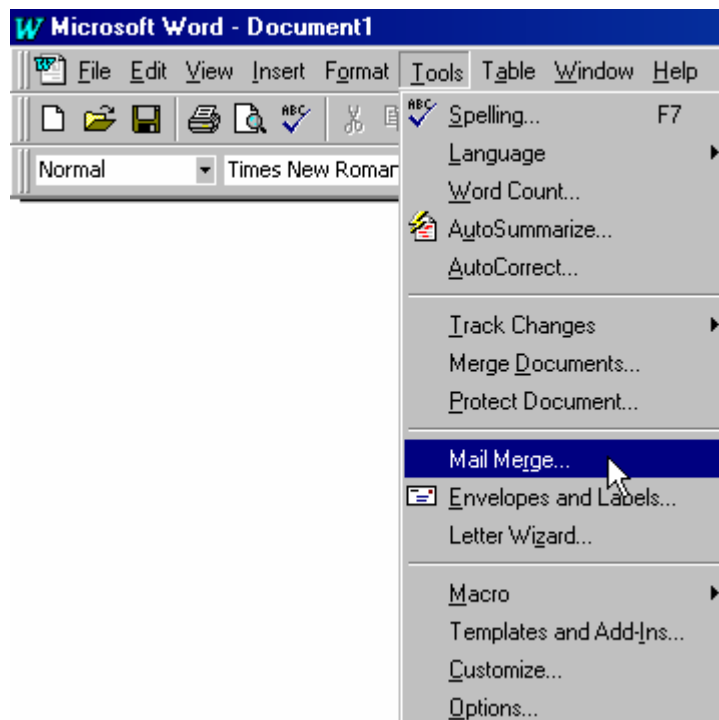 Microsoft Word - Document1
File Edit View Insert Format Tools Table Window Help
ABC ABC Spelling... F7
Language
Normal Times New Roman
Word Count...
AutoSummarize...
AutoCorrect...
Track Changes
Merge Documents...
Protect Document...
Mail Merge...
Envelopes and Labels...
Letter Wizard...
Macro
Templates and Add-Ins...
Customize...
Options...